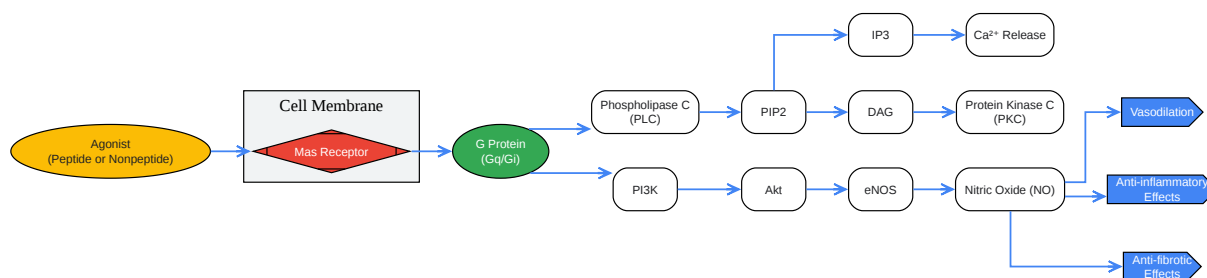 IP3
Ca²⁺ Release
Cell Membrane
Phospholipase C
(PLC)
PIP2
DAG
Protein Kinase C
(PKC)
Vasodilation
Agonist
(Peptide or Nonpeptide)
Mas Receptor
G Protein
(Gq/Gi)
PI3K
Akt
eNOS
Nitric Oxide (NO)
Anti-inflammatory
Effects
Anti-fibrotic
Effects